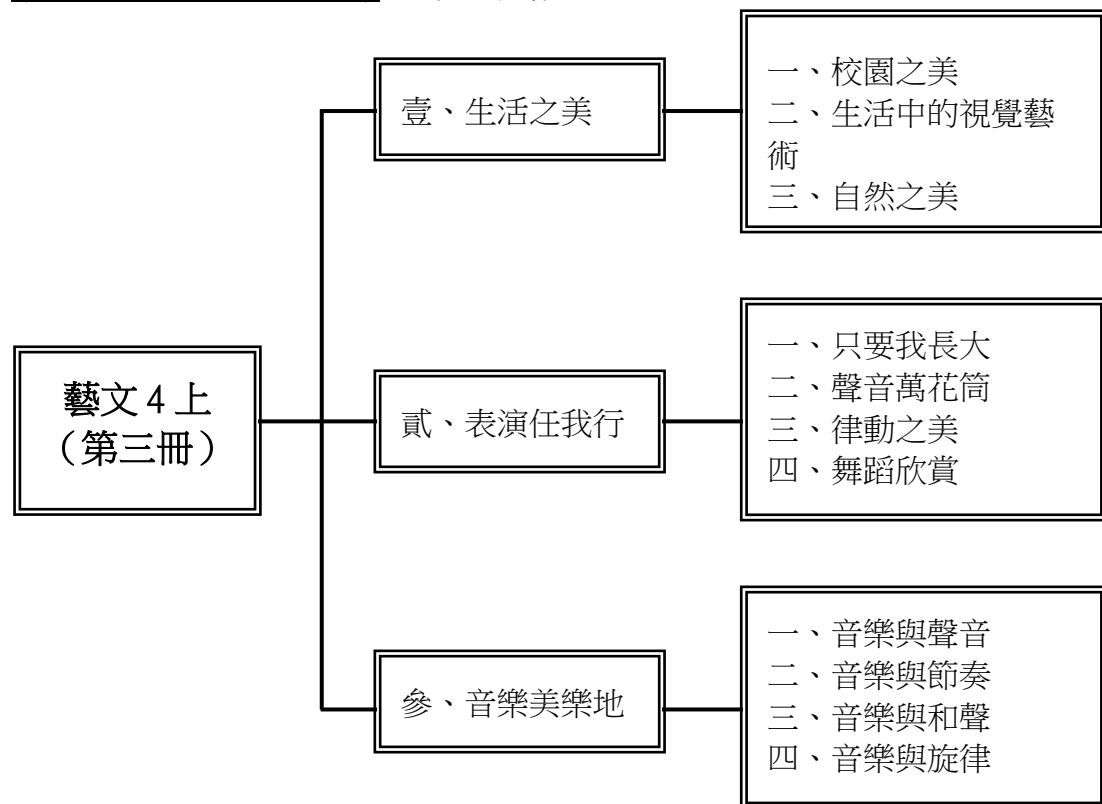 壹、生活之美
一、校園之美
二、生活中的視覺藝
術
三、自然之美
藝文4上
（第三冊）
貳、表演任我行
一、只要我長大
二、聲音萬花筒
三、律動之美
四、舞蹈欣賞
參、音樂美樂地
一、音樂與聲音
二、音樂與節奏
三、音樂與和聲
四、音樂與旋律